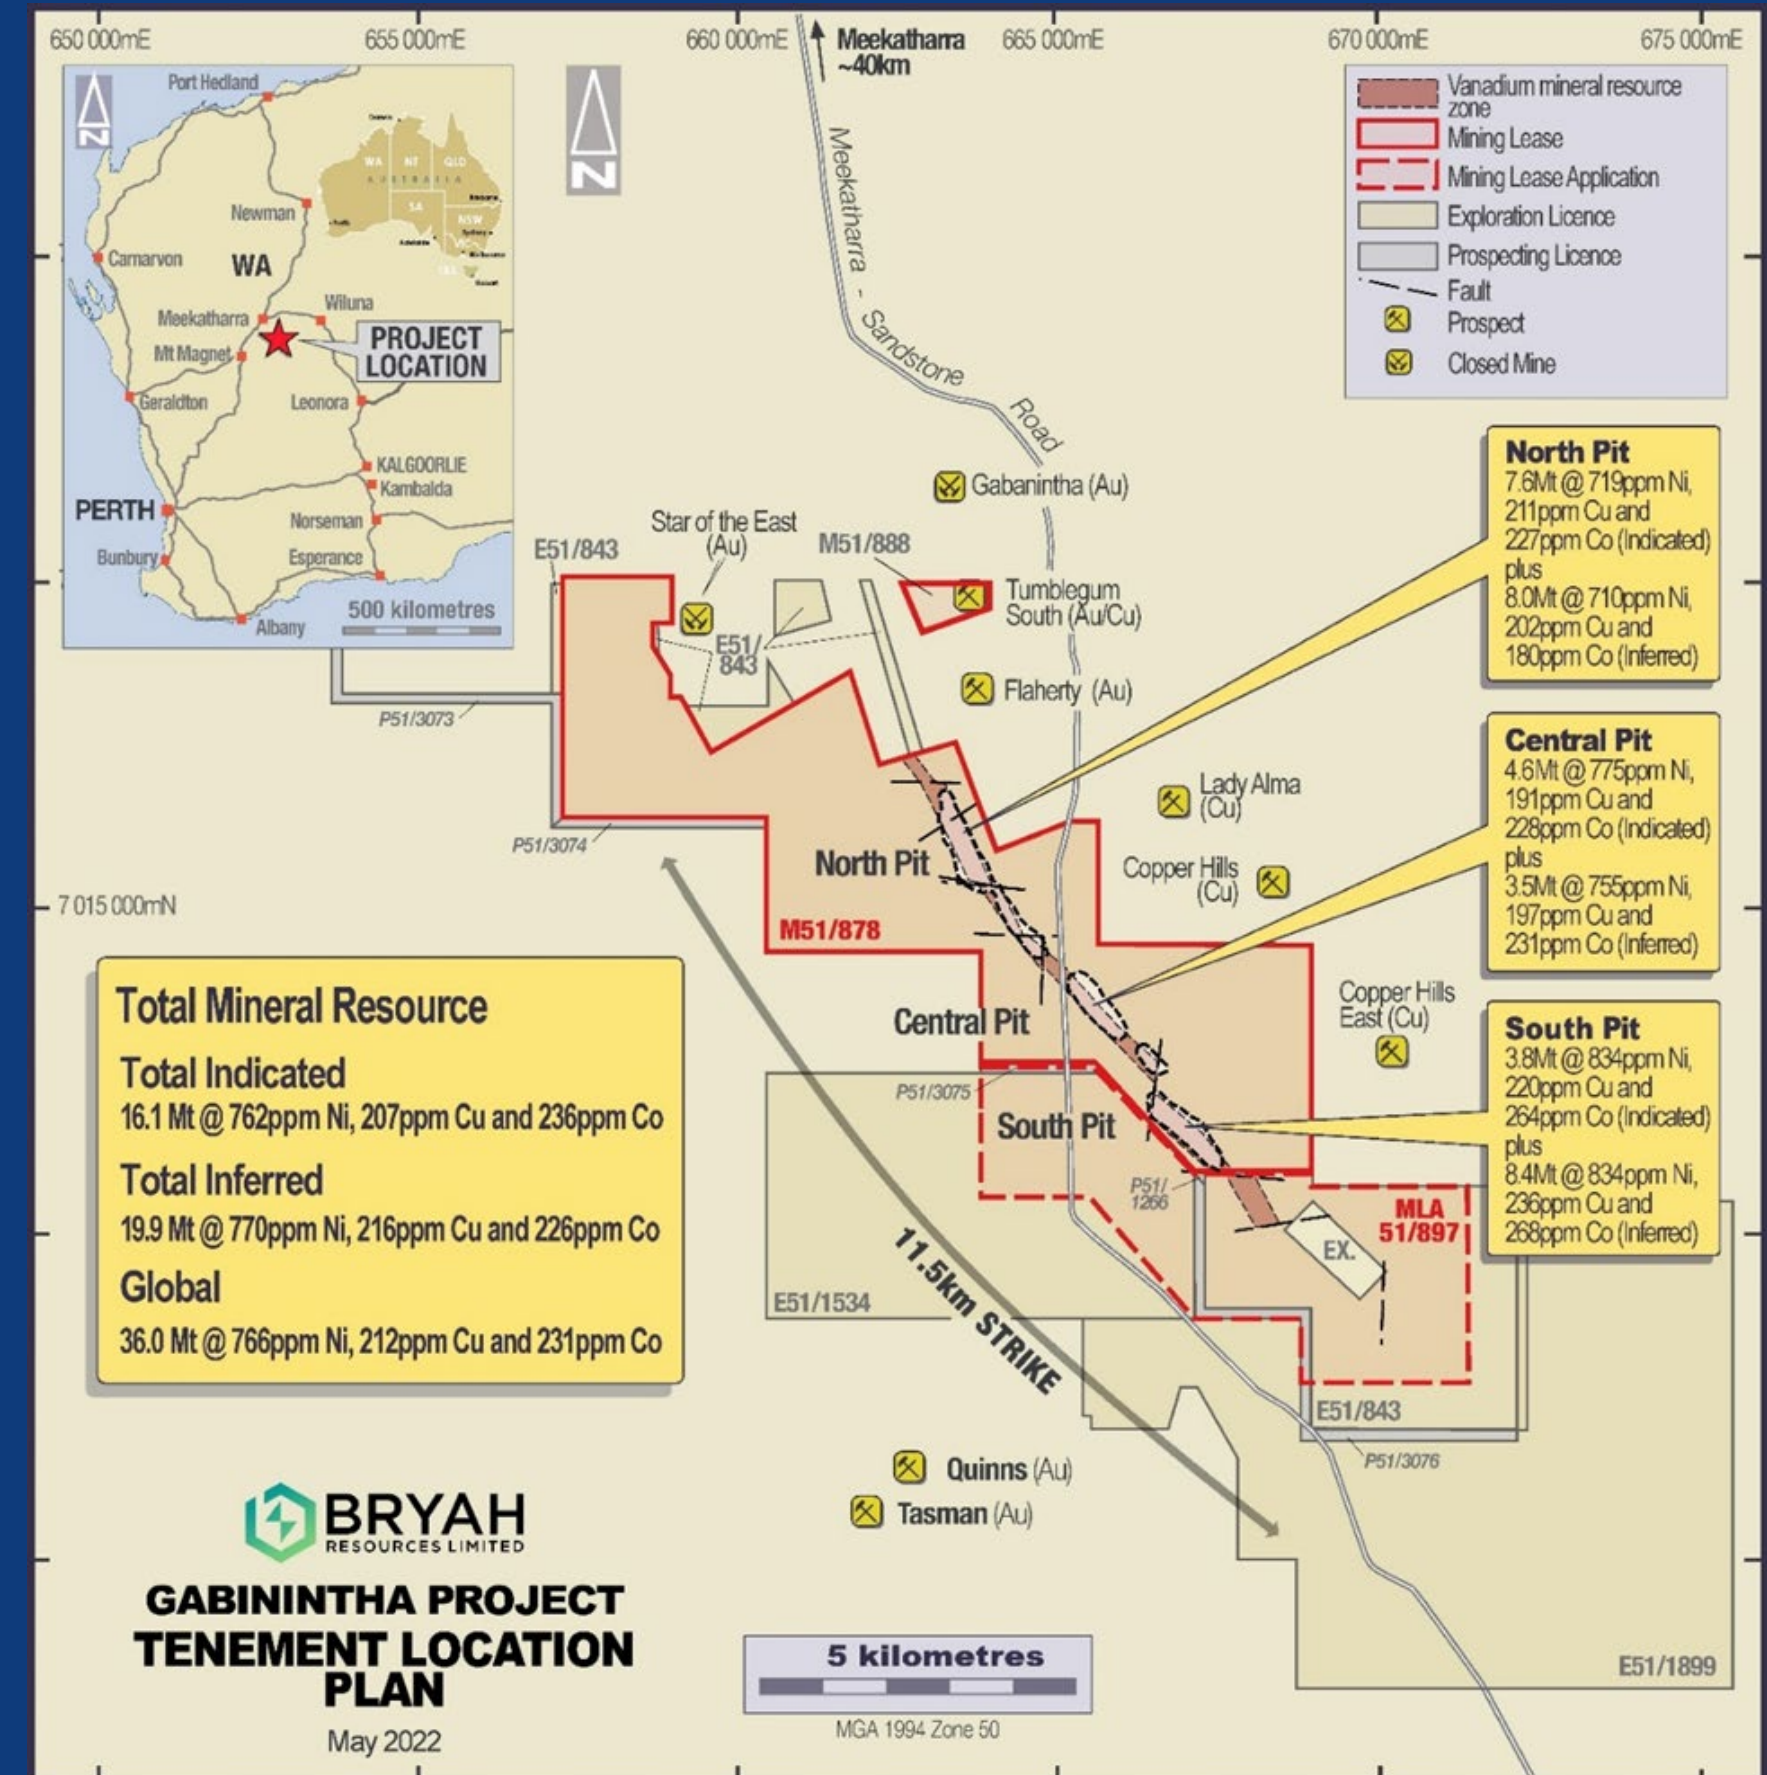 650 000mE
655 000mE
660 000mE
665 000mE
670 000mE
675 000mE
Meekatharra
~40km
Meekatharra - Sandstone Road
N
Port Hedland
Newman
Carnarvon
WA
Wiluna
Meekatharra
Mt Magnet
PROJECT
LOCATION
Geraldton
Leonora
KALGOORLIE
Kambalda
PERTH
Norseman
Bunbury
Esperance
Albany
500 kilometres
WA
NT
QLD
AUSTRALIA
SA
NSW
N
Vanadium mineral resource
zone
Mining Lease
Mining Lease Application
Exploration Licence
Prospecting Licence
Fault
Prospect
Closed Mine
Gabanintha (Au)
Star of the East
(Au)
E51/843
M51/888
Tumblegum
South (Au/Cu)
E51/
843
Flaherty (Au)
P51/3073
Lady Alma
(Cu)
P51/3074
North Pit
Copper Hills
(Cu)
7 015 000mN
M51/878
Central Pit
Copper Hills
East (Cu)
P51/3075
South Pit
P51/
1266
MLA
51/897
EX.
E51/1534
11.5km STRIKE
E51/843
P51/3076
Quinns (Au)
Tasman (Au)
E51/1899
North Pit
7.6Mt @ 719ppm Ni,
211ppm Cu and
227ppm Co (Indicated)
plus
8.0Mt @ 710ppm Ni,
202ppm Cu and
180ppm Co (Inferred)
Central Pit
4.6Mt @ 775ppm Ni,
191ppm Cu and
228ppm Co (Indicated)
plus
3.5Mt @ 755ppm Ni,
197ppm Cu and
231ppm Co (Inferred)
South Pit
3.8Mt @ 834ppm Ni,
220ppm Cu and
264ppm Co (Indicated)
plus
8.4Mt @ 834ppm Ni,
236ppm Cu and
268ppm Co (Inferred)
Total Mineral Resource
Total Indicated
16.1 Mt @ 762ppm Ni, 207ppm Cu and 236ppm Co
Total Inferred
19.9 Mt @ 770ppm Ni, 216ppm Cu and 226ppm Co
Global
36.0 Mt @ 766ppm Ni, 212ppm Cu and 231ppm Co
BRYAH
RESOURCES LIMITED
GABININTHA PROJECT
TENEMENT LOCATION
PLAN
May 2022
5 kilometres
MGA 1994 Zone 50